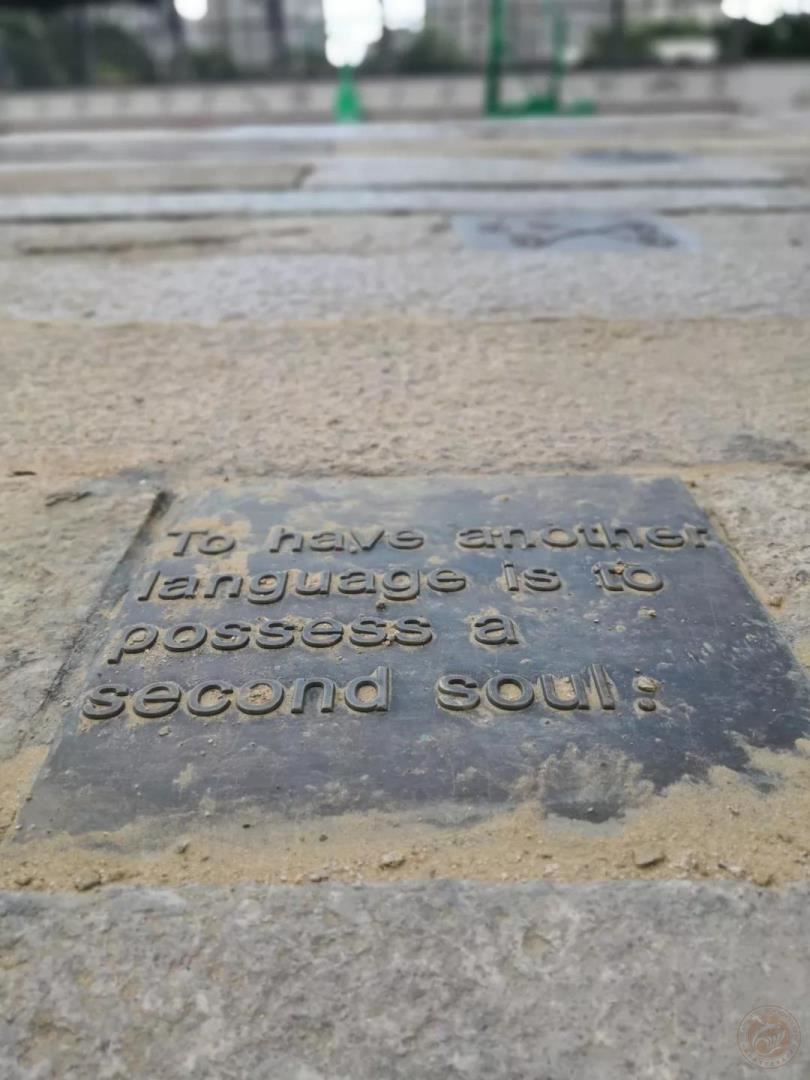 To have another
language is to
possess a
second soul: